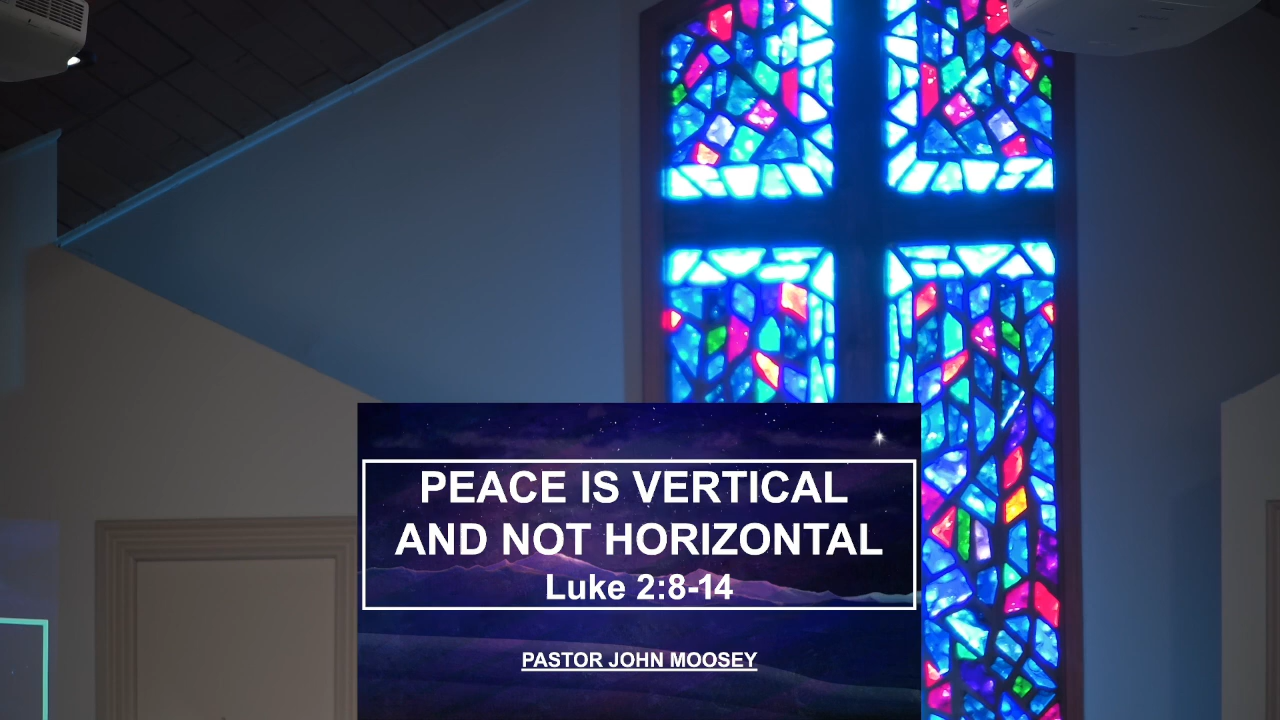 PEACE IS VERTICAL
AND NOT HORIZONTAL
Luke 2:8-14
PASTOR JOHN MOOSEY